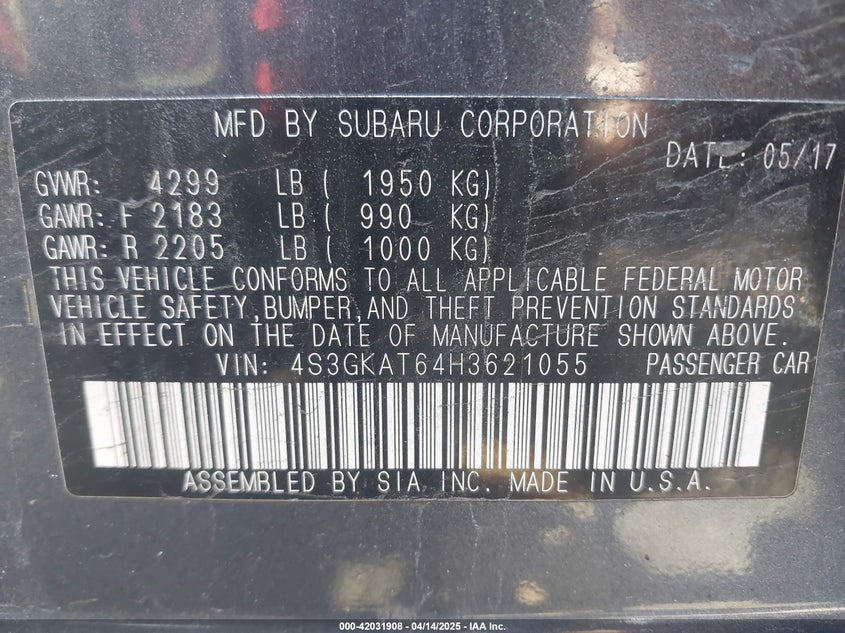 MFD BY SUBARU CORPORATION
DATE: 05/17
GVWR: 4299 LB ( 1950 KG)
GAWR: F 2183 LB ( 990 KG)
GAWR: R 2205 LB ( 1000 KG)
THIS VEHICLE CONFORMS TO ALL APPLICABLE FEDERAL MOTOR
VEHICLE SAFETY, BUMPER, AND THEFT PREVENTION STANDARDS
IN EFFECT ON THE DATE OF MANUFACTURE SHOWN ABOVE.
VIN: 4S3GKAT64H3621055 PASSENGER CAR
ASSEMBLED BY SIA INC. MADE IN U.S.A.
000-42031908 - 04/14/2025 - IAA Inc.